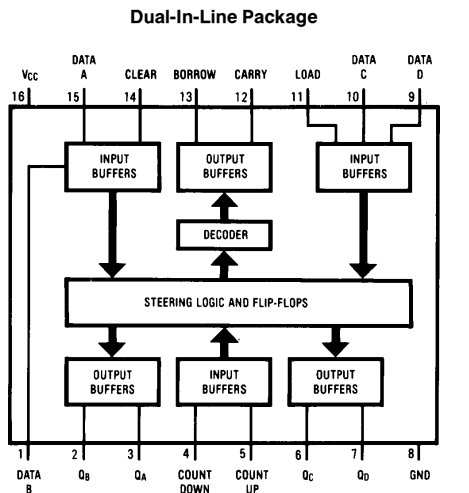 Dual-In-Line Package
DATA DATA DATA
VCC A CLEAR BORROW CARRY LOAD C D
16 15 14 13 12 11 10 9
INPUT OUTPUT INPUT
BUFFERS BUFFERS BUFFERS
DECODER
STEERING LOGIC AND FLIP-FLOPS
OUTPUT INPUT OUTPUT
BUFFERS BUFFERS BUFFERS
1 2 3 4 5 6 7 8
DATA QB QA COUNT COUNT QC QD GND
B DOWN UP